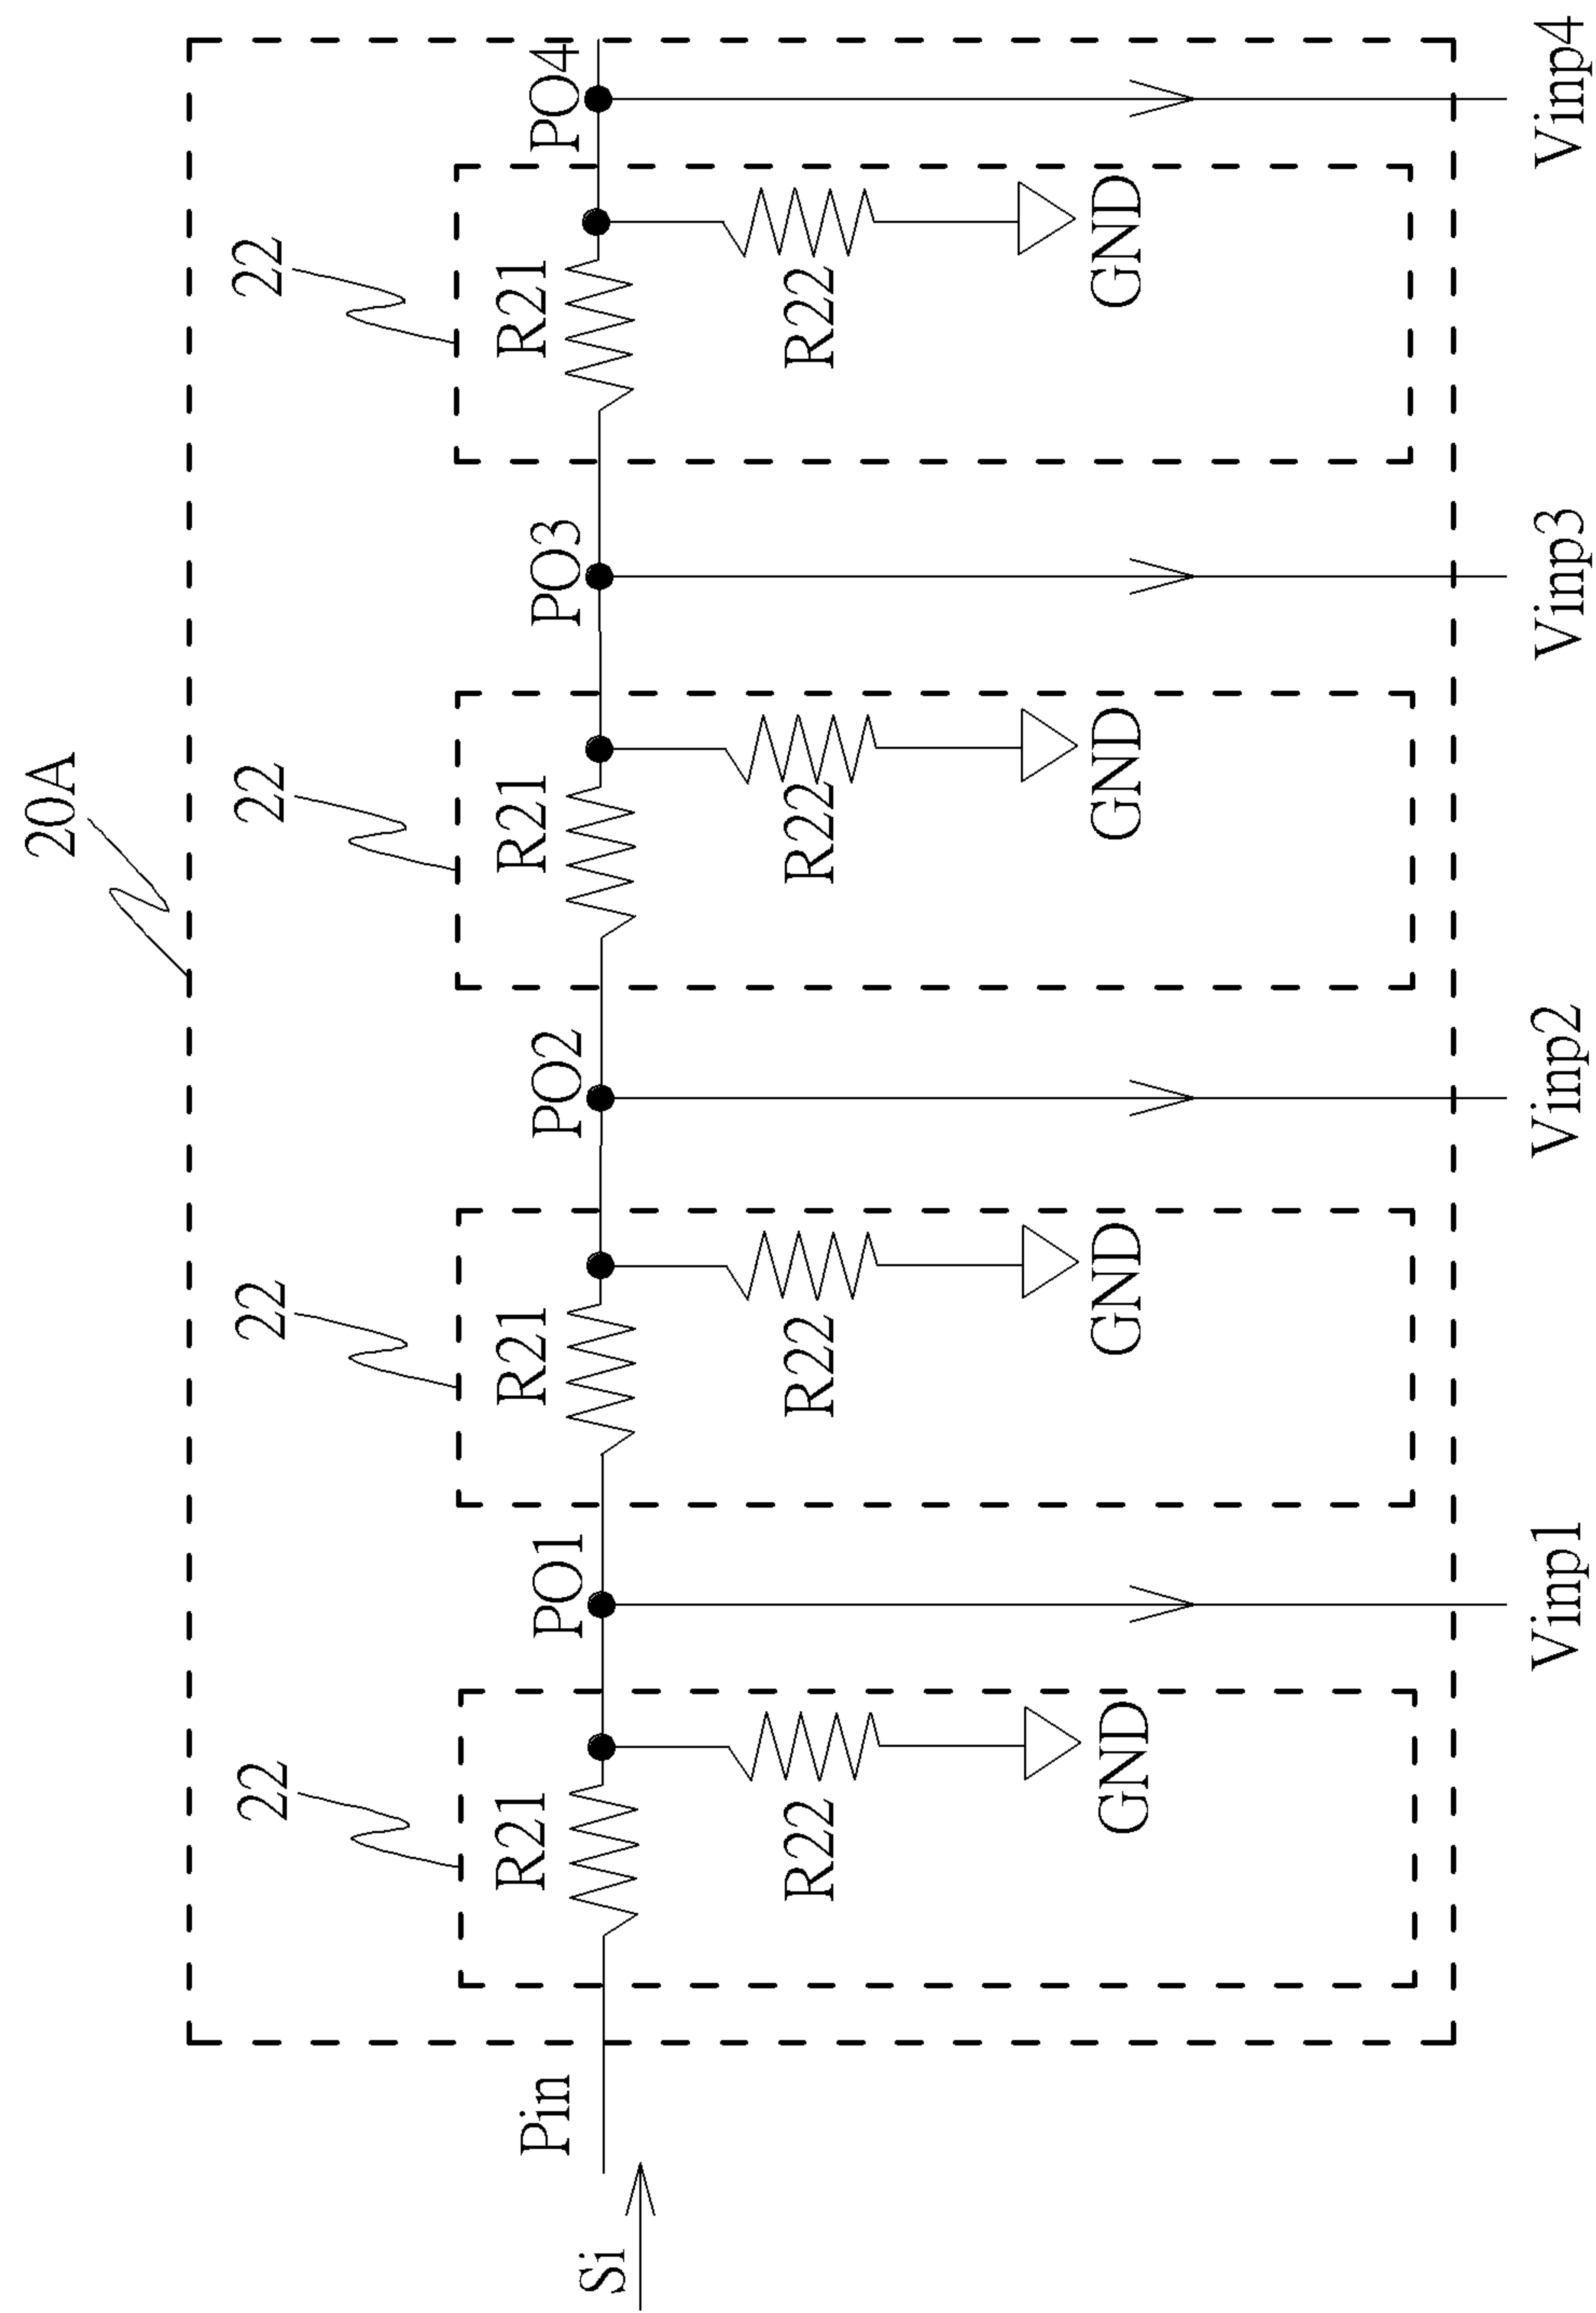 20A
22
22
22
22
Si
Pin
R21
PO1
R21
PO2
R21
PO3
R21
PO4
R22
R22
R22
R22
GND
GND
GND
GND
Vinp1
Vinp2
Vinp3
Vinp4